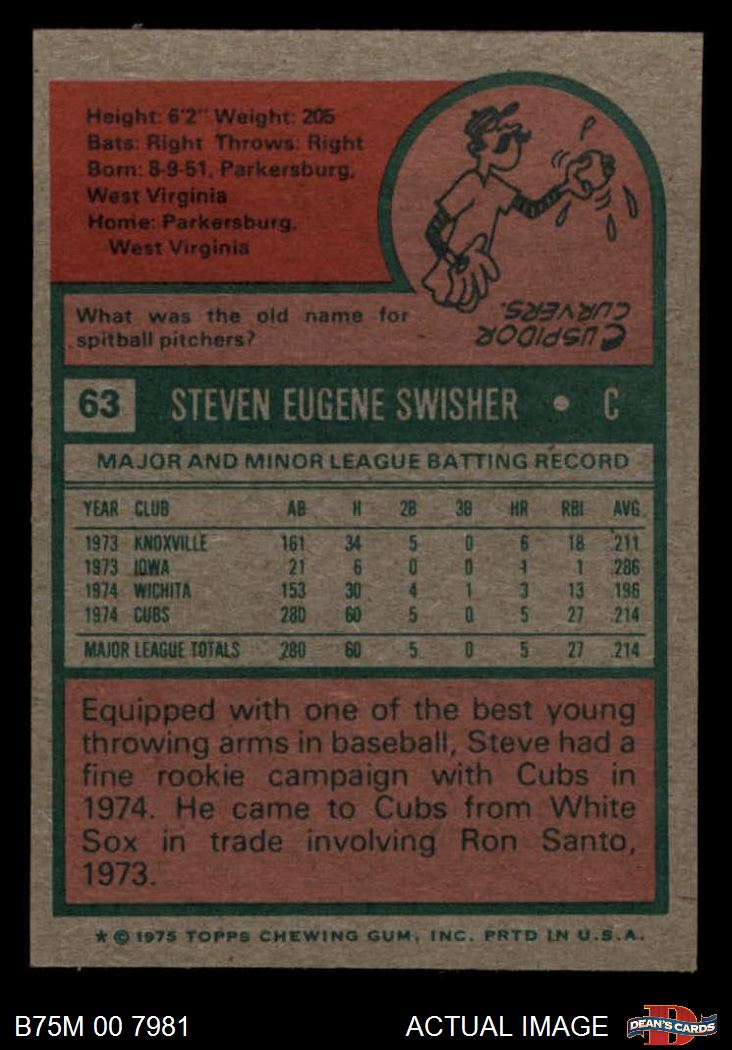 Height: 6'2" Weight: 205
Bats: Right Throws: Right
Born: 8-9-51, Parkersburg,
West Virginia
Home: Parkersburg,
West Virginia
What was the old name for
spitball pitchers?
CUSPIDOR
CURVERS.
63 STEVEN EUGENE SWISHER • C
MAJOR AND MINOR LEAGUE BATTING RECORD
YEAR CLUB AB H 2B 3B HR RBI AVG.
1973 KNOXVILLE 161 34 5 0 6 18 .211
1973 IOWA 21 6 0 0 1 1 .286
1974 WICHITA 153 30 4 1 3 13 .196
1974 CUBS 280 60 5 0 5 27 .214
MAJOR LEAGUE TOTALS 280 60 5 0 5 27 .214
Equipped with one of the best young
throwing arms in baseball, Steve had a
fine rookie campaign with Cubs in
1974. He came to Cubs from White
Sox in trade involving Ron Santo,
1973.
* © 1975 TOPPS CHEWING GUM, INC. PRTD IN U.S.A.
B75M 00 7981 ACTUAL IMAGE DEAN'S CARDS